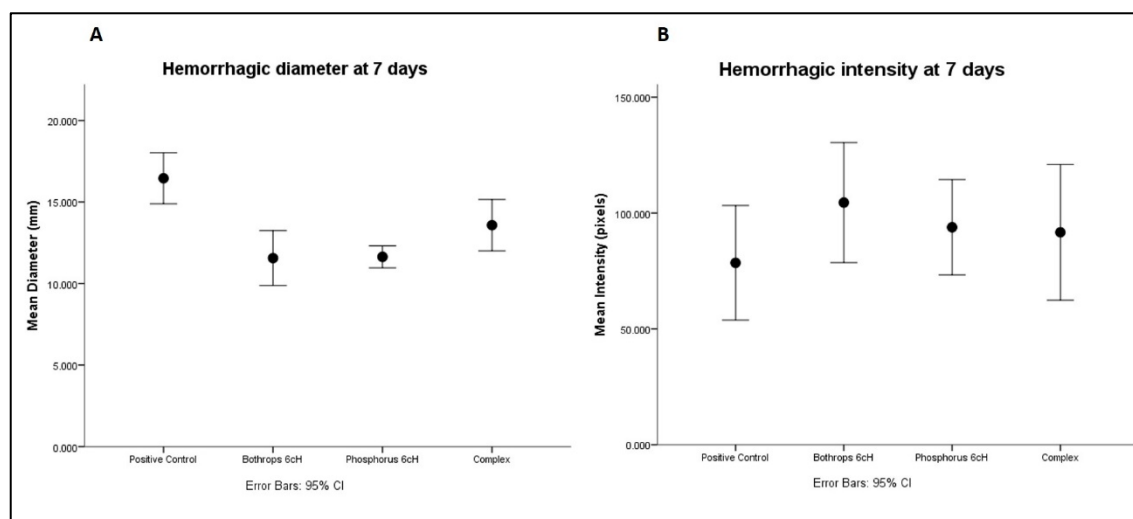 A
Hemorrhagic diameter at 7 days
Mean Diameter (mm)
20.000
15.000
10.000
5.000
0.000
Positive Control
Bothrops 6cH
Phosphorus 6cH
Complex
Error Bars: 95% CI
B
Hemorrhagic intensity at 7 days
Mean Intensity (pixels)
150.000
100.000
50.000
0.000
Positive Control
Bothrops 6cH
Phosphorus 6cH
Complex
Error Bars: 95% CI